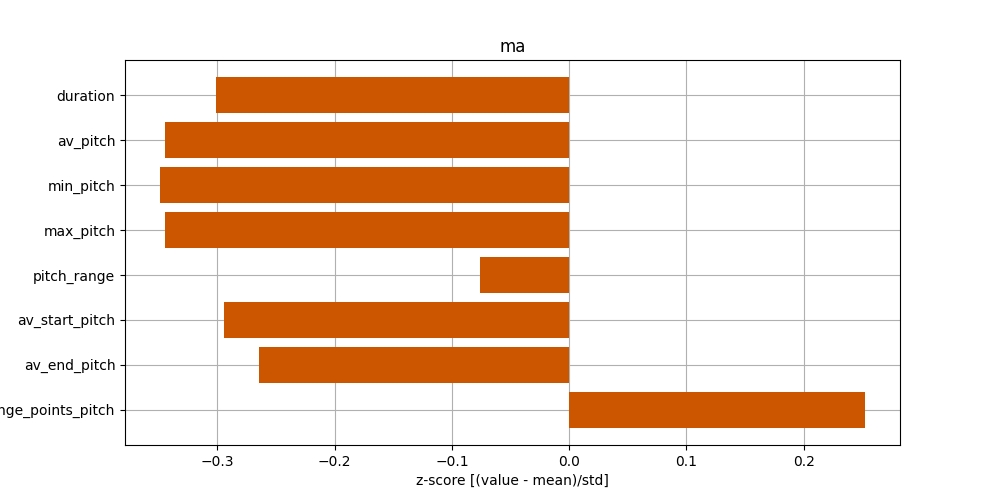 ma
duration
av_pitch
min_pitch
max_pitch
pitch_range
av_start_pitch
av_end_pitch
nge_points_pitch
−0.3 −0.2 −0.1 0.0 0.1 0.2
z-score [(value - mean)/std]